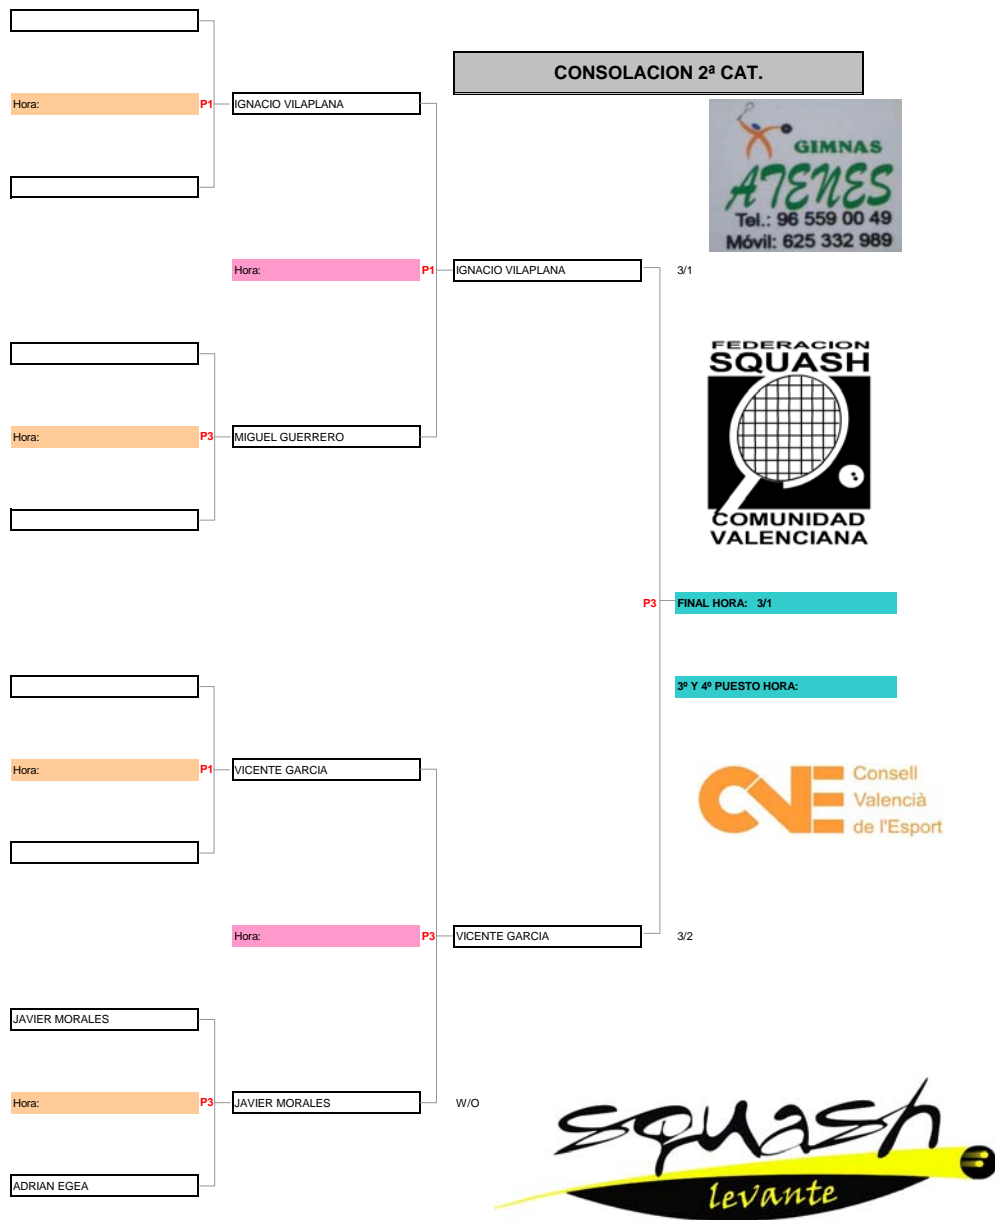 CONSOLACION 2ª CAT.
Hora:
P1
IGNACIO VILAPLANA
GIMNAS
ATENES
Tel.: 96 559 00 49
Móvil: 625 332 989
Hora:
P1
IGNACIO VILAPLANA
3/1
FEDERACION
SQUASH
COMUNIDAD
VALENCIANA
Hora:
P3
MIGUEL GUERRERO
P3
FINAL HORA: 3/1
3º Y 4º PUESTO HORA:
Hora:
P1
VICENTE GARCIA
CVE
Consell
Valencià
de l'Esport
Hora:
P3
VICENTE GARCIA
3/2
JAVIER MORALES
Hora:
P3
JAVIER MORALES
W/O
ADRIAN EGEA
squash
levante